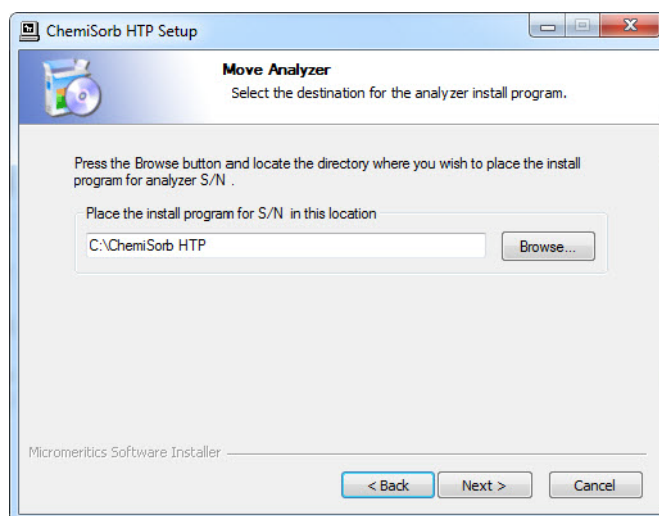 ChemiSorb HTP Setup
Move Analyzer
Select the destination for the analyzer install program.
Press the Browse button and locate the directory where you wish to place the install
program for analyzer S/N .
Place the install program for S/N in this location
C:\ChemiSorb HTP
Browse...
Micromeritics Software Installer
< Back
Next >
Cancel